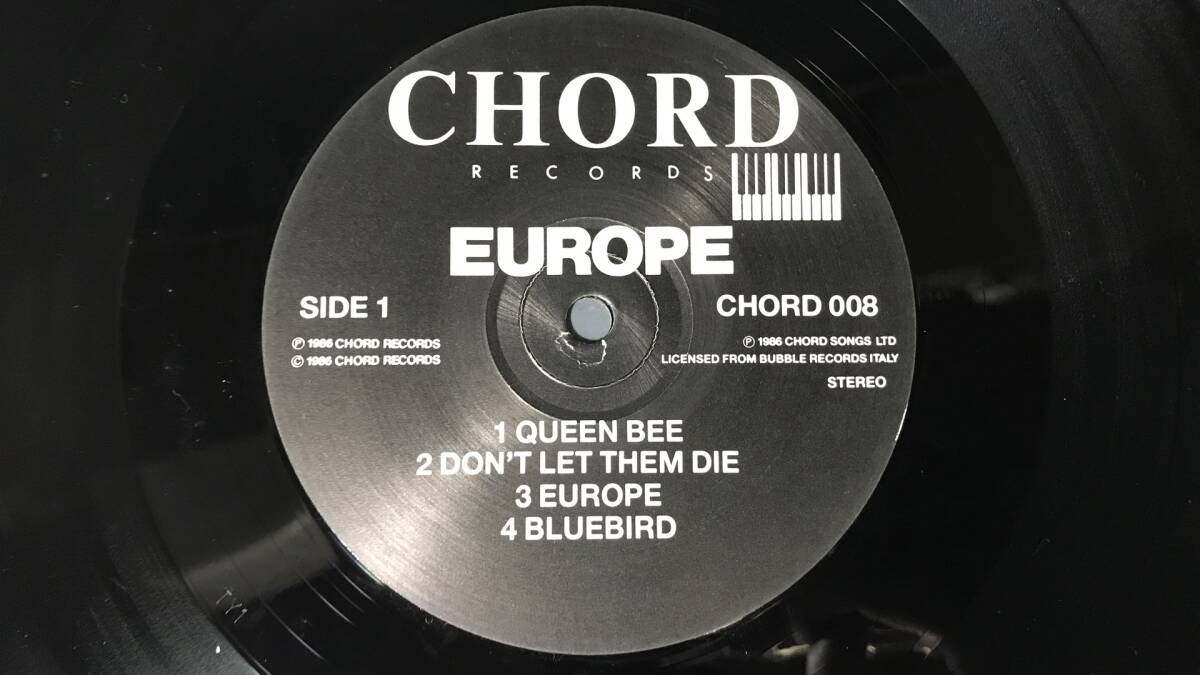 CHORD
RECORDS
EUROPE
SIDE 1
CHORD 008
℗ 1986 CHORD RECORDS
© 1986 CHORD RECORDS
℗ 1986 CHORD SONGS LTD
LICENSED FROM BUBBLE RECORDS ITALY
STEREO
1 QUEEN BEE
2 DON'T LET THEM DIE
3 EUROPE
4 BLUEBIRD